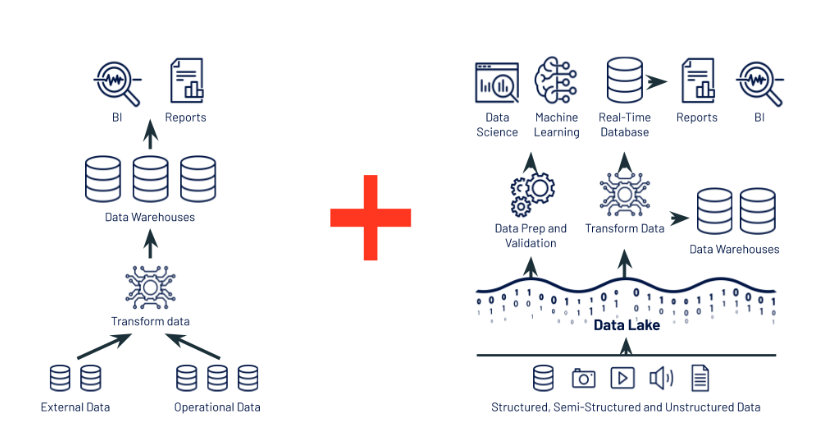 BI
Reports
Data Warehouses
Transform data
External Data
Operational Data
Data
Science
Machine
Learning
Real-Time
Database
Reports
BI
Data Prep and
Validation
Transform Data
Data Warehouses
Data Lake
Structured, Semi-Structured and Unstructured Data